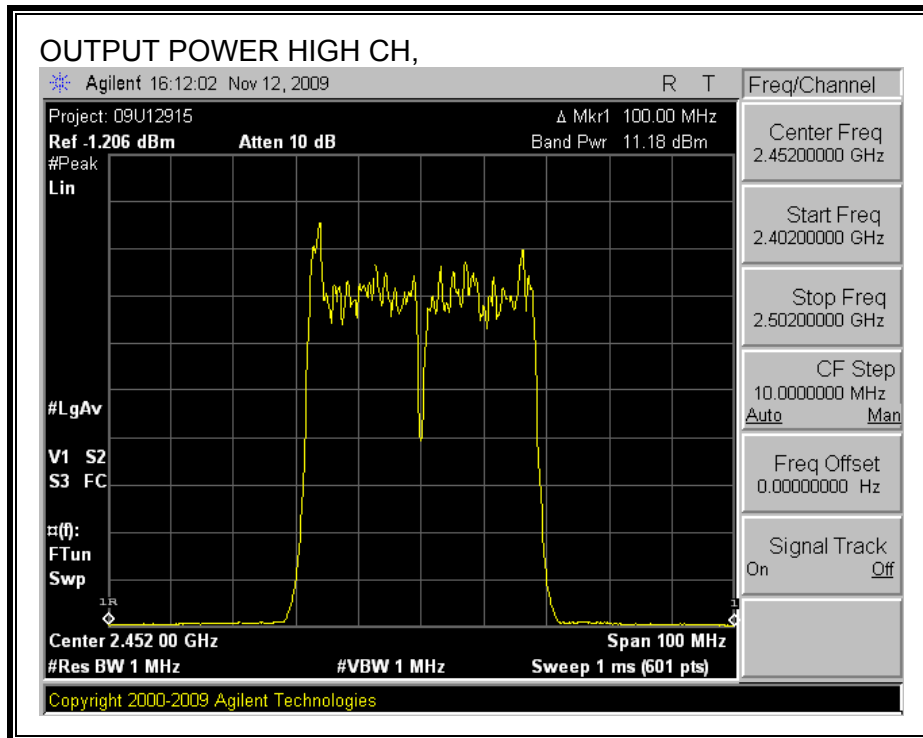 OUTPUT POWER HIGH CH,
Agilent 16:12:02 Nov 12, 2009 R T
Freq/Channel
Project: 09U12915 Δ Mkr1 100.00 MHz
Ref -1.206 dBm Atten 10 dB Band Pwr 11.18 dBm
#Peak
Lin
#LgAv
V1 S2
S3 FC
¤(f):
FTun
Swp
1R 1
Center 2.452 00 GHz Span 100 MHz
#Res BW 1 MHz #VBW 1 MHz Sweep 1 ms (601 pts)
Center Freq
2.45200000 GHz
Start Freq
2.40200000 GHz
Stop Freq
2.50200000 GHz
CF Step
10.0000000 MHz
Auto Man
Freq Offset
0.00000000 Hz
Signal Track
On Off
Copyright 2000-2009 Agilent Technologies